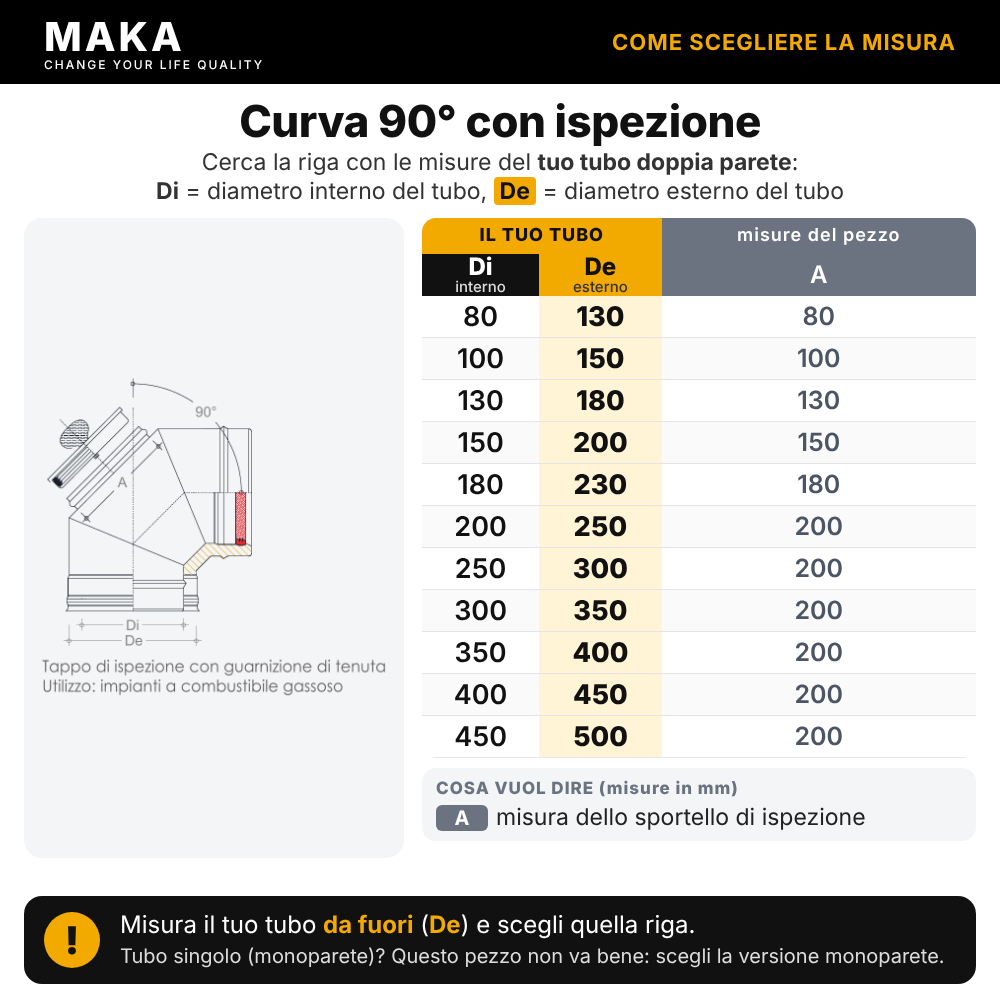 MAKA
CHANGE YOUR LIFE QUALITY
COME SCEGLIERE LA MISURA
Curva 90° con ispezione
Cerca la riga con le misure del tuo tubo doppia parete:
Di = diametro interno del tubo, De = diametro esterno del tubo
90°
A
Di
De
Tappo di ispezione con guarnizione di tenuta
Utilizzo: impianti a combustibile gassoso
IL TUO TUBO misure del pezzo
Di De A
interno esterno
80 130 80
100 150 100
130 180 130
150 200 150
180 230 180
200 250 200
250 300 200
300 350 200
350 400 200
400 450 200
450 500 200
COSA VUOL DIRE (misure in mm)
A misura dello sportello di ispezione
! Misura il tuo tubo da fuori (De) e scegli quella riga.
Tubo singolo (monoparete)? Questo pezzo non va bene: scegli la versione monoparete.